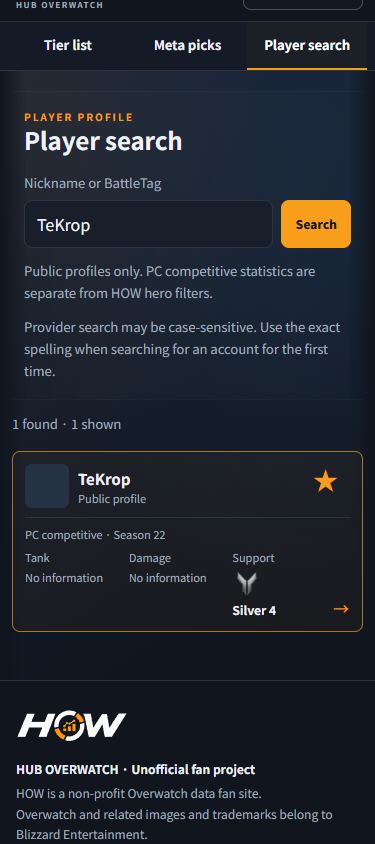 HUB OVERWATCH
Tier list
Meta picks
Player search
PLAYER PROFILE
Player search
Nickname or BattleTag
TeKrop
Search
Public profiles only. PC competitive statistics are
separate from HOW hero filters.
Provider search may be case-sensitive. Use the exact
spelling when searching for an account for the first
time.
1 found · 1 shown
TeKrop
Public profile
PC competitive · Season 22
Tank
Damage
Support
No information
No information
Silver 4
HOW
HUB OVERWATCH · Unofficial fan project
HOW is a non-profit Overwatch data fan site.
Overwatch and related images and trademarks belong to
Blizzard Entertainment.